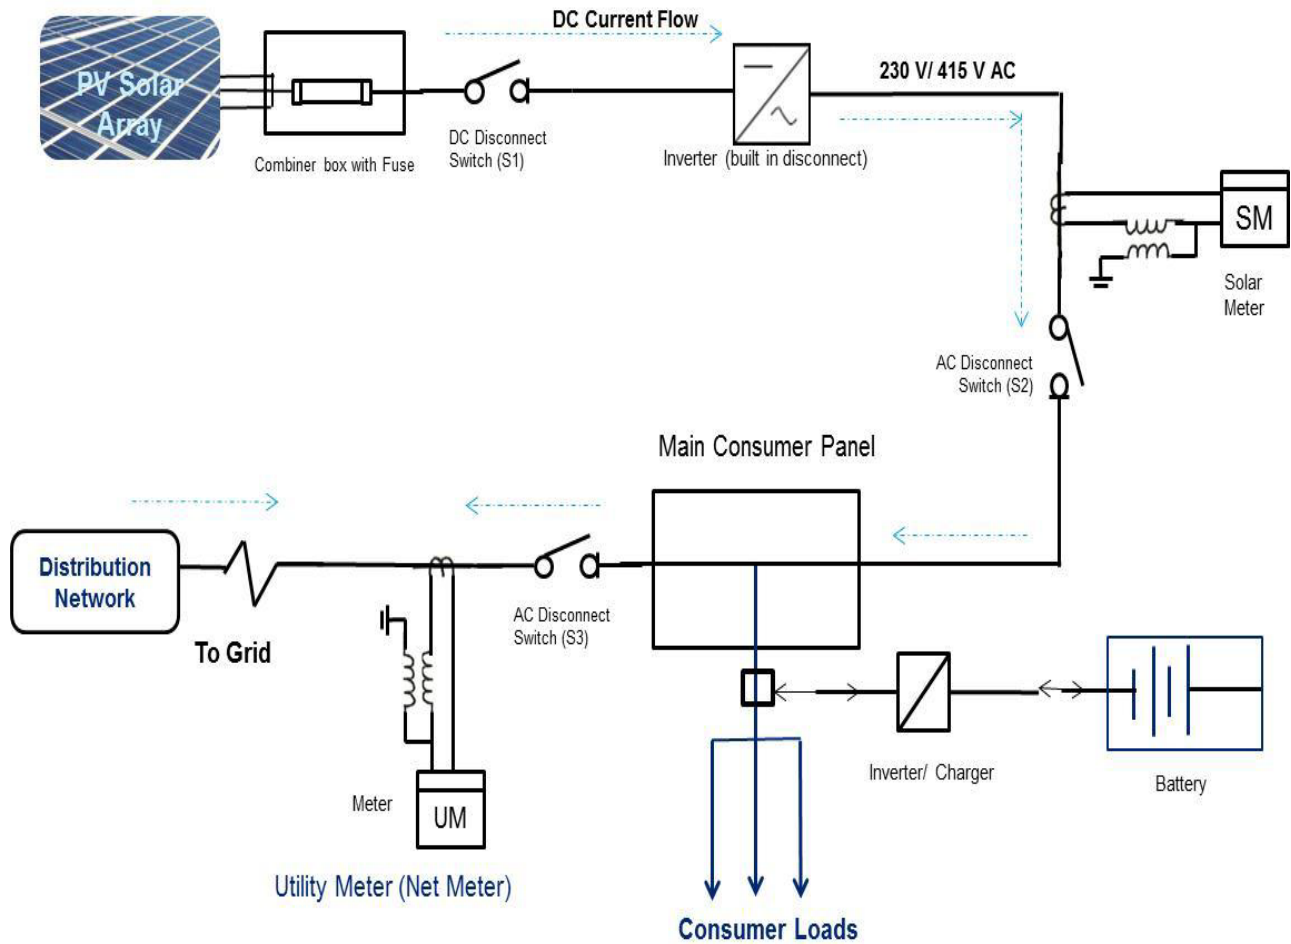 DC Current Flow
PV Solar
Array
230 V/ 415 V AC
DC Disconnect
Switch (S1)
Combiner box with Fuse
Inverter (built in disconnect)
SM
Solar
Meter
AC Disconnect
Switch (S2)
Main Consumer Panel
Distribution
Network
To Grid
AC Disconnect
Switch (S3)
Inverter/ Charger
Battery
Meter
UM
Utility Meter (Net Meter)
Consumer Loads